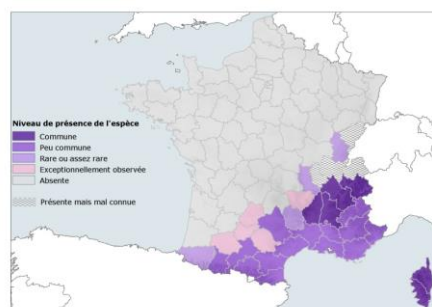 Niveau de présence de l'espèce
Commune
Peu commune
Rare ou assez rare
Exceptionnellement observée
Absente
Présente mais mal connue